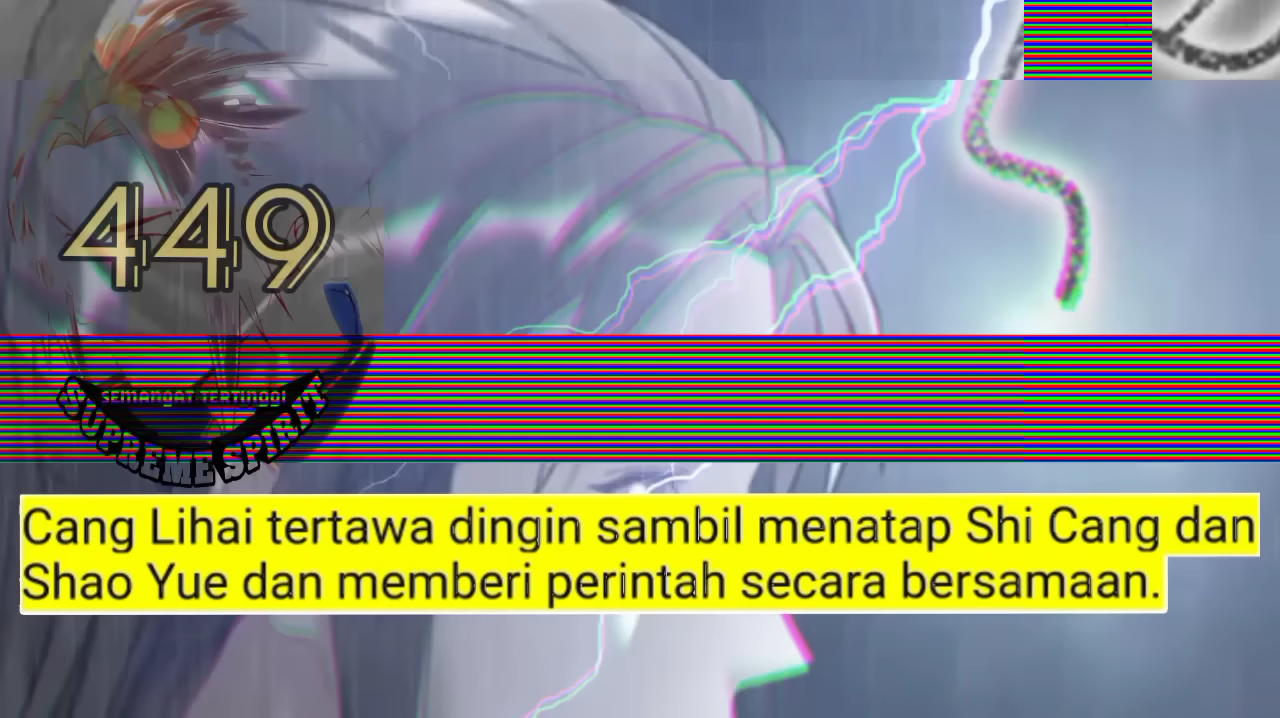 449
SEMANGAT TERTINGGI
SUPREME SPIRIT
Cang Lihai tertawa dingin sambil menatap Shi Cang dan
Shao Yue dan memberi perintah secara bersamaan.